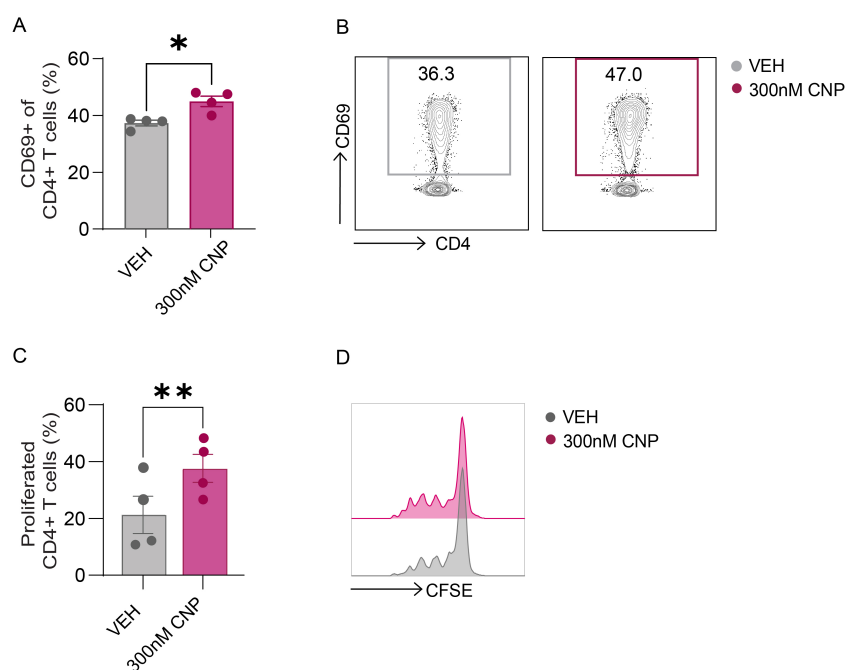 A
60
40
20
0
CD69+ of
CD4+ T cells (%)
*
VEH
300nM CNP
B
36.3
47.0
CD69
CD4
VEH
300nM CNP
C
60
40
20
0
Proliferated
CD4+ T cells (%)
**
VEH
300nM CNP
D
CFSE
VEH
300nM CNP